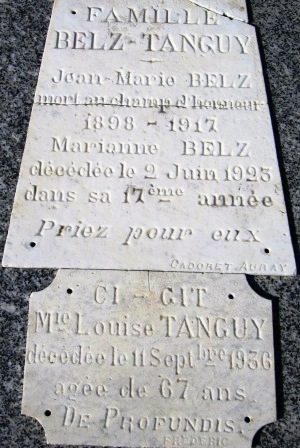 FAMILLE
BELZ-TANGUY
Jean-Marie BELZ
mort au champ d'honneur
1898 - 1917
Marianne BELZ
décédée le 2 Juin 1923
dans sa 17ème année
Priez pour eux
CADORET AURAY
CI-GIT
Mle Louise TANGUY
décédée le 11 Septbre 1936
agée de 67 ans
DE PROFUNDIS.
FREDERIC